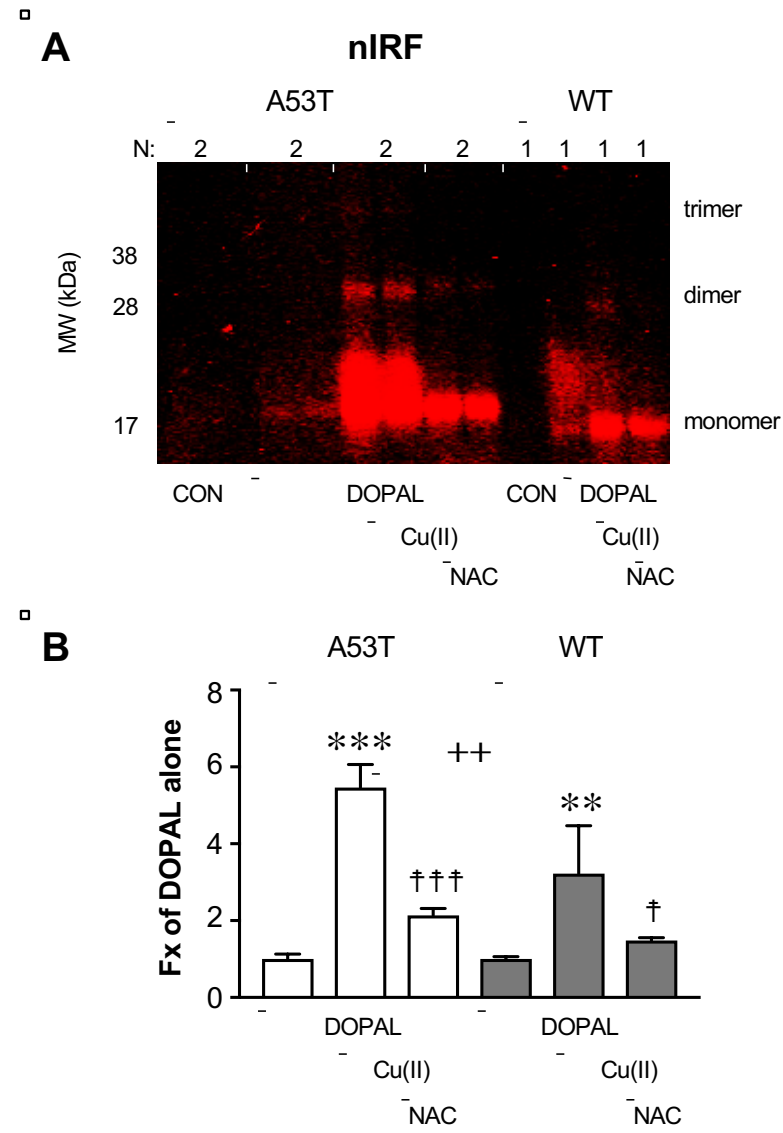 A
nIRF
A53T WT
N: 2 2 2 2 1 1 1 1
trimer
38
dimer
28
MW (kDa)
17
monomer
CON DOPAL CON DOPAL
Cu(II) Cu(II)
NAC NAC
B
A53T WT
8
*** ++
6
**
4
†††
†
2
0
Fx of DOPAL alone
DOPAL DOPAL
Cu(II) Cu(II)
NAC NAC